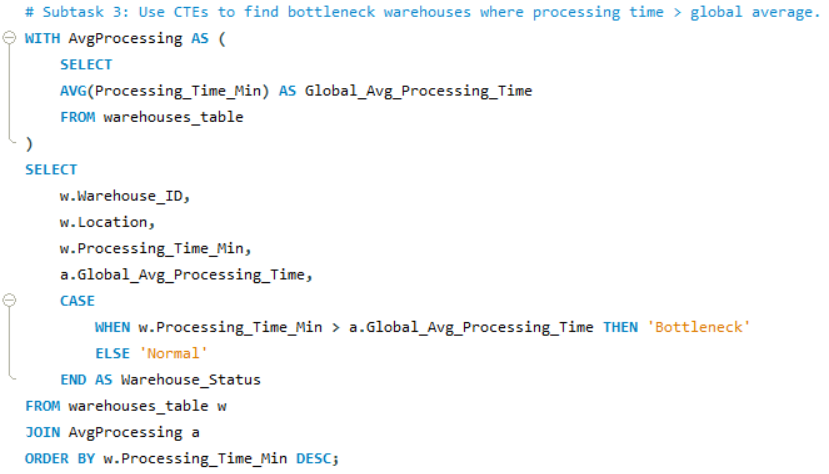 # Subtask 3: Use CTEs to find bottleneck warehouses where processing time > global average.
WITH AvgProcessing AS (
SELECT
AVG(Processing_Time_Min) AS Global_Avg_Processing_Time
FROM warehouses_table
)
SELECT
w.Warehouse_ID,
w.Location,
w.Processing_Time_Min,
a.Global_Avg_Processing_Time,
CASE
WHEN w.Processing_Time_Min > a.Global_Avg_Processing_Time THEN 'Bottleneck'
ELSE 'Normal'
END AS Warehouse_Status
FROM warehouses_table w
JOIN AvgProcessing a
ORDER BY w.Processing_Time_Min DESC;